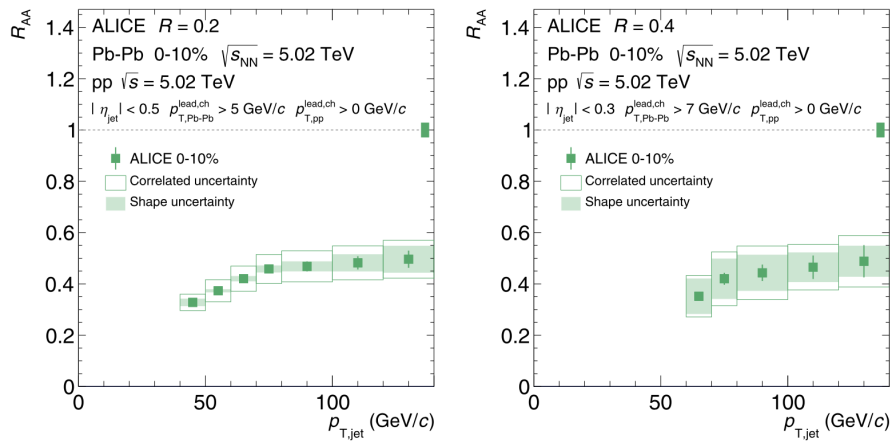 R_AA
ALICE R = 0.2
Pb-Pb 0-10% √s_NN = 5.02 TeV
pp √s = 5.02 TeV
| η_jet | < 0.5 p_T,Pb-Pb^lead,ch > 5 GeV/c p_T,pp^lead,ch > 0 GeV/c
ALICE 0-10%
Correlated uncertainty
Shape uncertainty
1.4
1.2
1
0.8
0.6
0.4
0.2
0
0 50 100
p_T,jet (GeV/c)
R_AA
ALICE R = 0.4
Pb-Pb 0-10% √s_NN = 5.02 TeV
pp √s = 5.02 TeV
| η_jet | < 0.3 p_T,Pb-Pb^lead,ch > 7 GeV/c p_T,pp^lead,ch > 0 GeV/c
ALICE 0-10%
Correlated uncertainty
Shape uncertainty
1.4
1.2
1
0.8
0.6
0.4
0.2
0
0 50 100
p_T,jet (GeV/c)